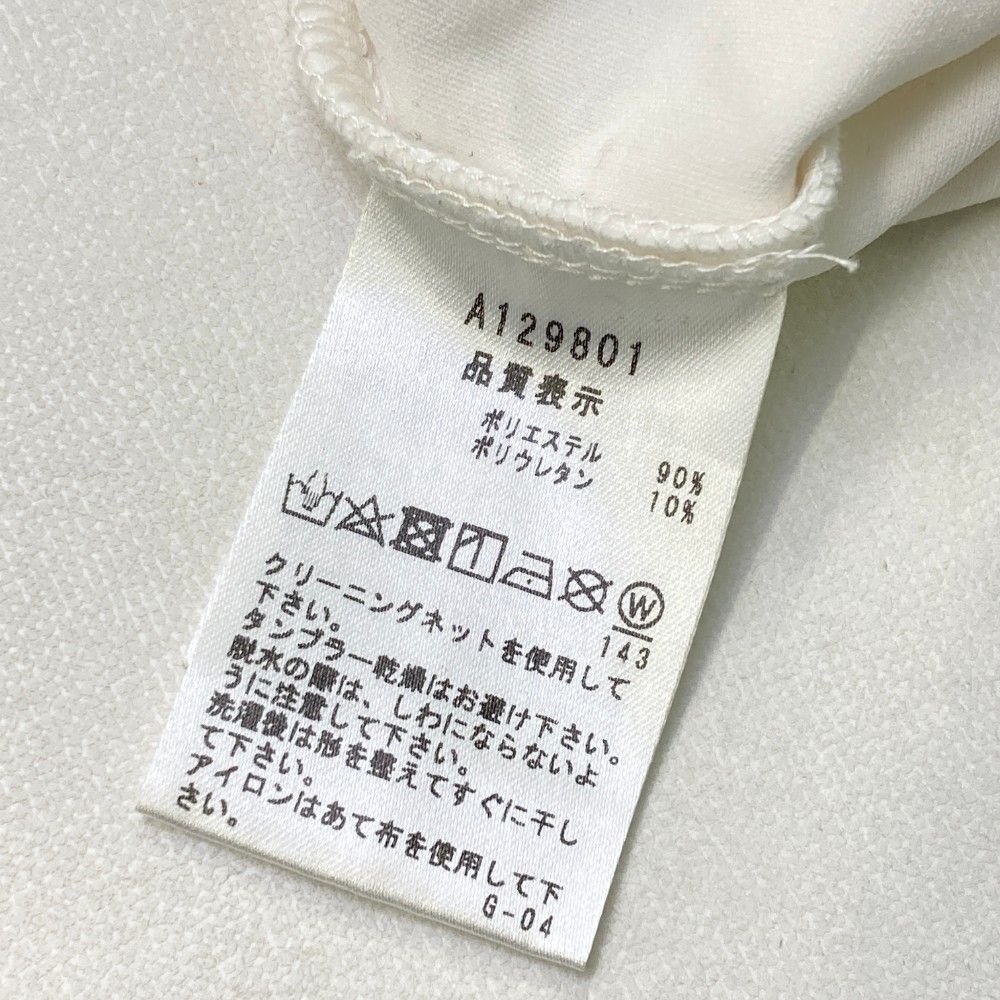 A129801
品質表示
ポリエステル 90%
ポリウレタン 10%
W
143
クリーニングネットを使用して
下さい。
タンブラー乾燥はお避け下さい。
脱水の際は、しわにならないよ
うに注意して下さい。
洗濯後は形を整えてすぐに干し
て下さい。
アイロンはあて布を使用して下
さい。
G-04